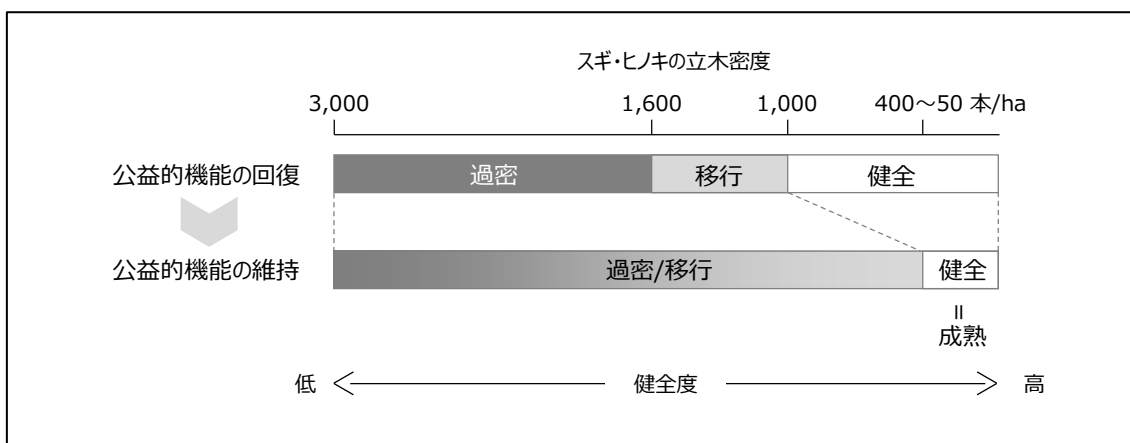 スギ・ヒノキの立木密度
3,000 1,600 1,000 400～50 本/ha
公益的機能の回復 過密 移行 健全
公益的機能の維持 過密/移行 健全
=
成熟
低 健全度 高